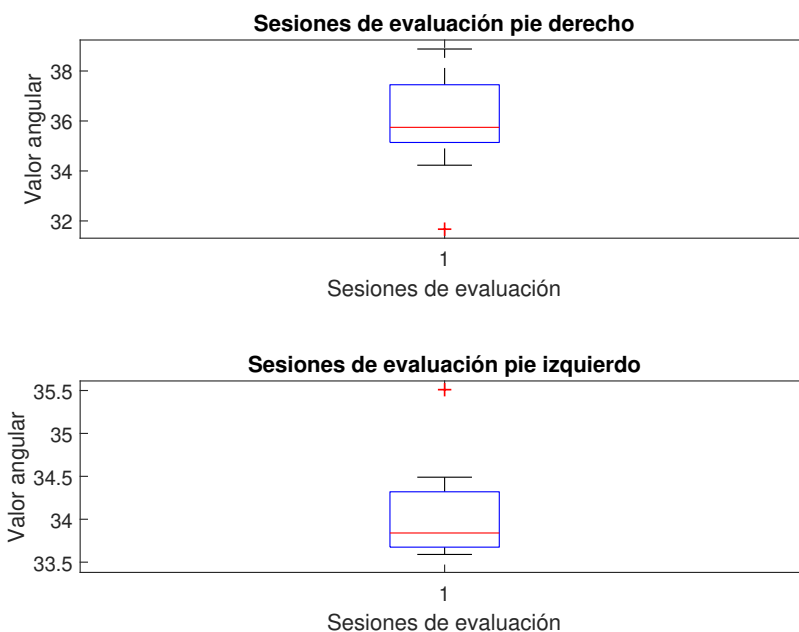 Sesiones de evaluación pie derecho
Valor angular
38
36
34
32
1
Sesiones de evaluación
Sesiones de evaluación pie izquierdo
Valor angular
35.5
35
34.5
34
33.5
1
Sesiones de evaluación